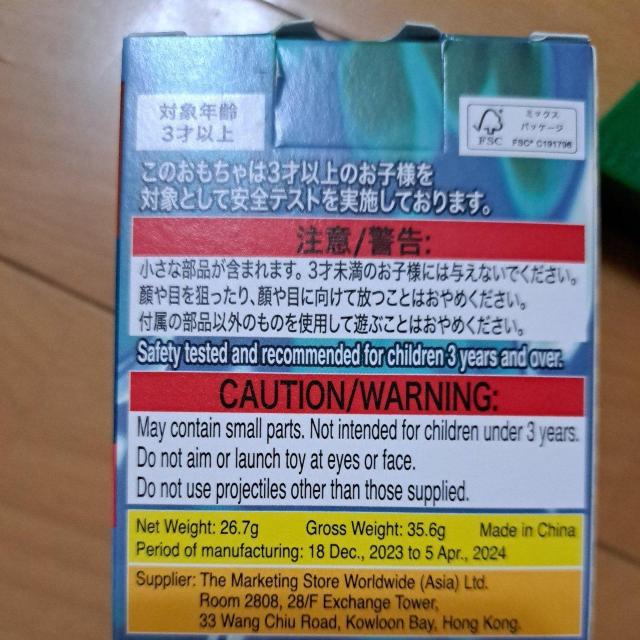 対象年齢
3才以上
ミックス
パッケージ
FSC
FSC® C191796
このおもちゃは3才以上のお子様を
対象として安全テストを実施しております。
注意/警告:
小さな部品が含まれます。3才未満のお子様には与えないでください。
顔や目を狙ったり、顔や目に向けて放つことはおやめください。
付属の部品以外のものを使用して遊ぶことはおやめください。
Safety tested and recommended for children 3 years and over.
CAUTION/WARNING:
May contain small parts. Not intended for children under 3 years.
Do not aim or launch toy at eyes or face.
Do not use projectiles other than those supplied.
Net Weight: 26.7g Gross Weight: 35.6g Made in China
Period of manufacturing: 18 Dec., 2023 to 5 Apr., 2024
Supplier: The Marketing Store Worldwide (Asia) Ltd.
Room 2808, 28/F Exchange Tower,
33 Wang Chiu Road, Kowloon Bay, Hong Kong.